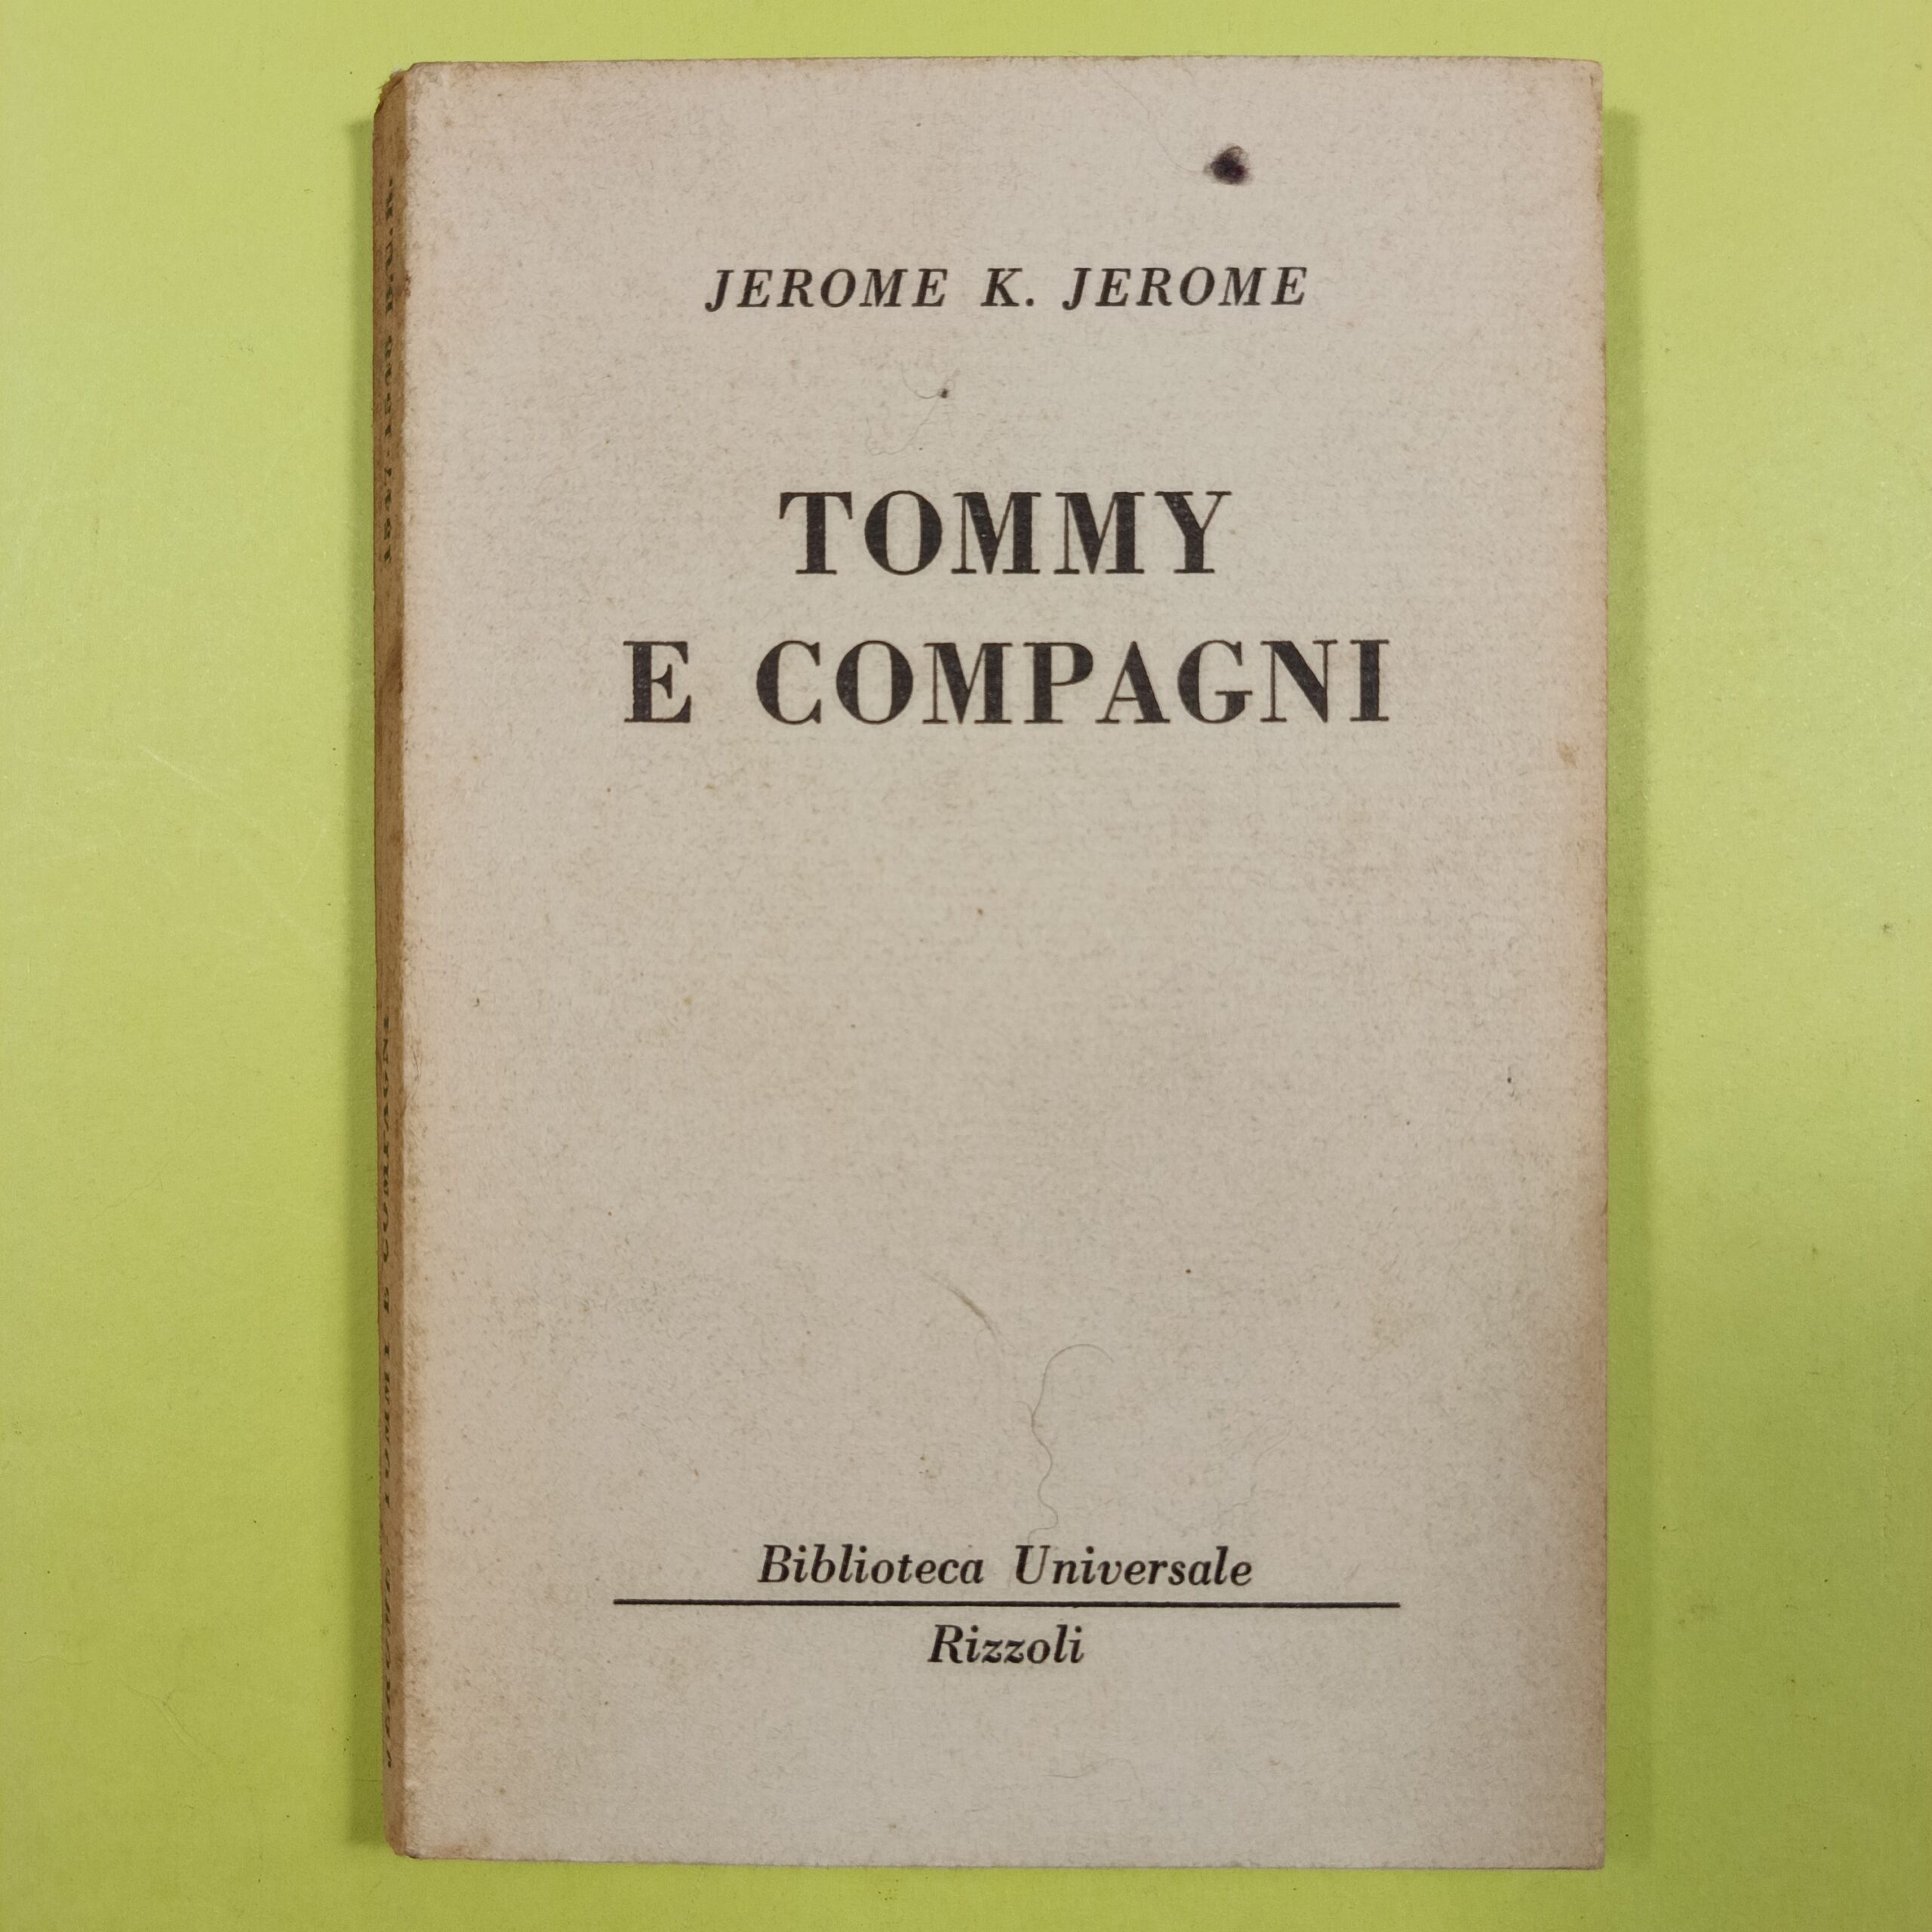 JEROME K. JEROME
TOMMY
E COMPAGNI
Biblioteca Universale
Rizzoli